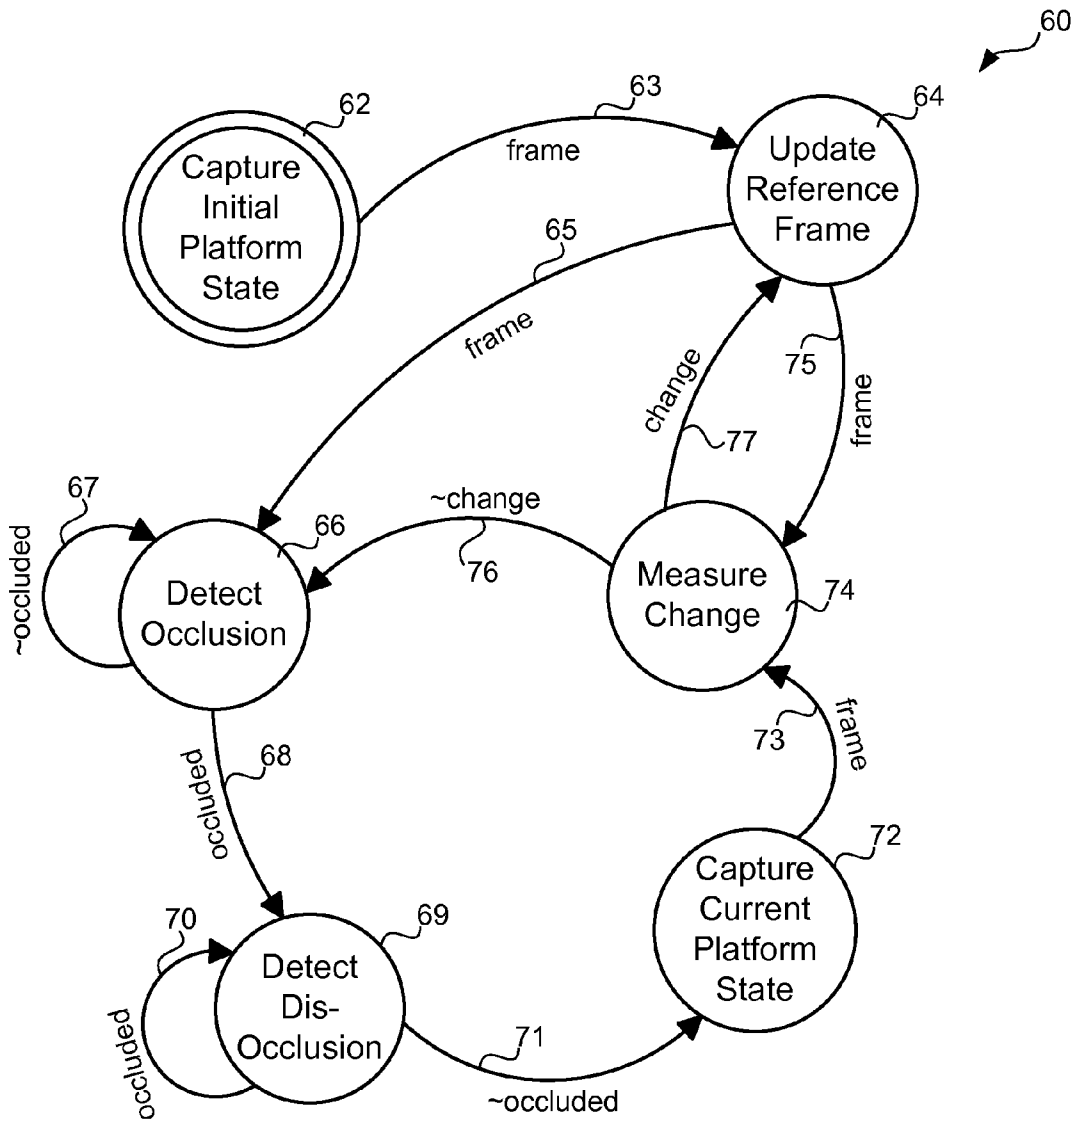 60
62
63
64
Capture
Initial
Platform
State
frame
Update
Reference
Frame
65
frame
change
75
77
frame
67
~occluded
66
Detect
Occlusion
~change
76
Measure
Change
74
occluded
68
73
frame
70
69
Detect
Dis-
Occlusion
occluded
71
~occluded
72
Capture
Current
Platform
State